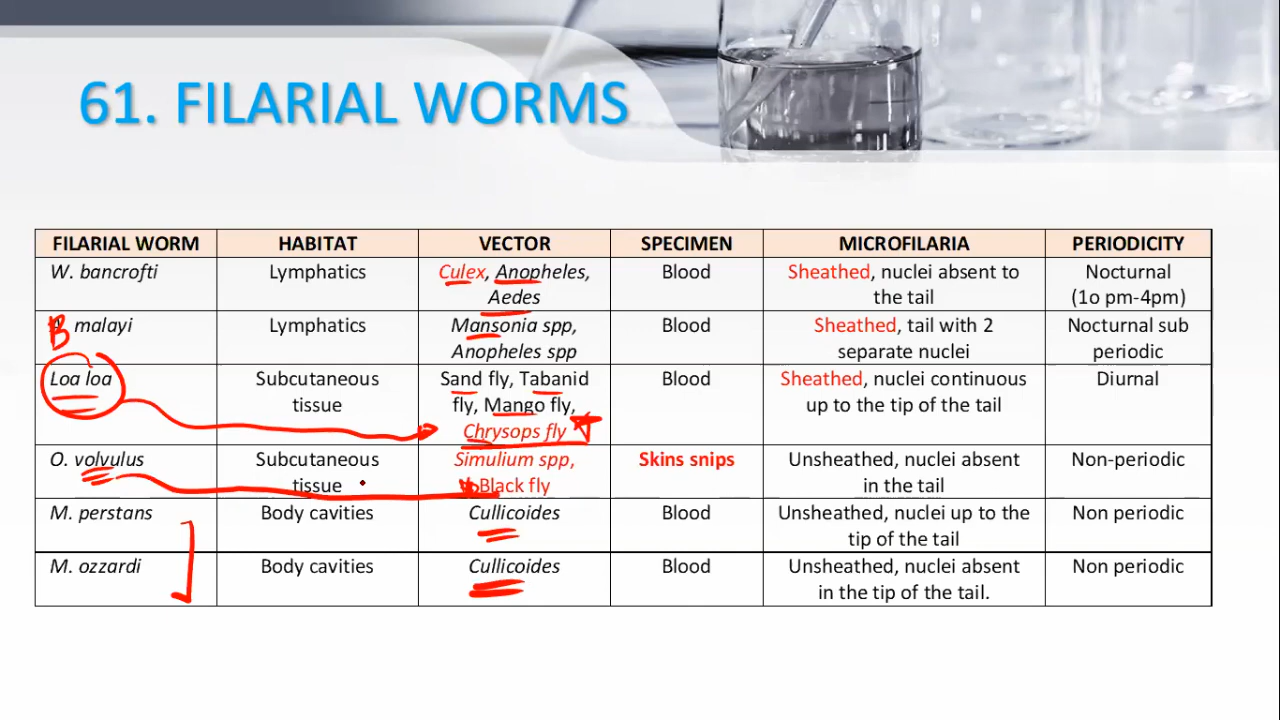 61. FILARIAL WORMS
FILARIAL WORM HABITAT VECTOR SPECIMEN MICROFILARIA PERIODICITY
W. bancrofti Lymphatics Culex, Anopheles, Blood Sheathed, nuclei absent to Nocturnal
Aedes the tail (1o pm-4pm)
B malayi Lymphatics Mansonia spp, Blood Sheathed, tail with 2 Nocturnal sub
Anopheles spp separate nuclei periodic
Loa loa Subcutaneous Sand fly, Tabanid Blood Sheathed, nuclei continuous Diurnal
tissue fly, Mango fly, up to the tip of the tail
Chrysops fly
O. volvulus Subcutaneous Simulium spp, Skins snips Unsheathed, nuclei absent Non-periodic
tissue Black fly in the tail
M. perstans Body cavities Cullicoides Blood Unsheathed, nuclei up to the Non periodic
tip of the tail
M. ozzardi Body cavities Cullicoides Blood Unsheathed, nuclei absent Non periodic
in the tip of the tail.